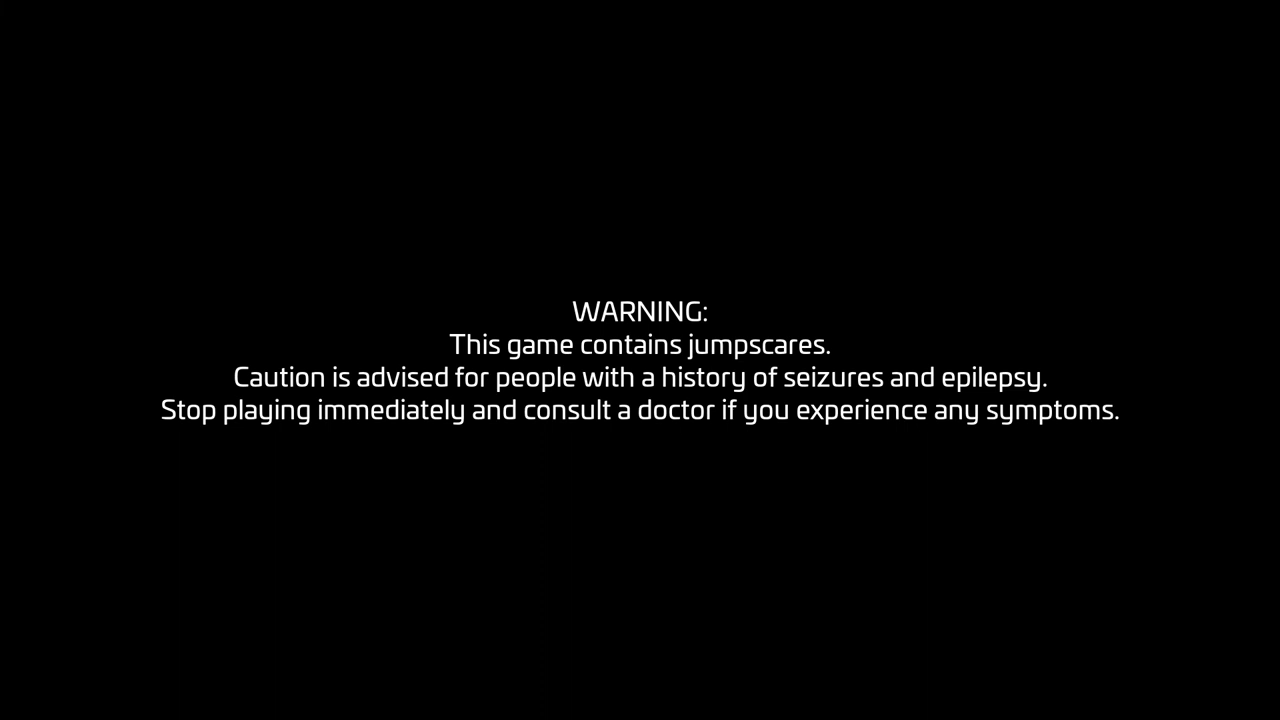 WARNING:
This game contains jumpscares.
Caution is advised for people with a history of seizures and epilepsy.
Stop playing immediately and consult a doctor if you experience any symptoms.